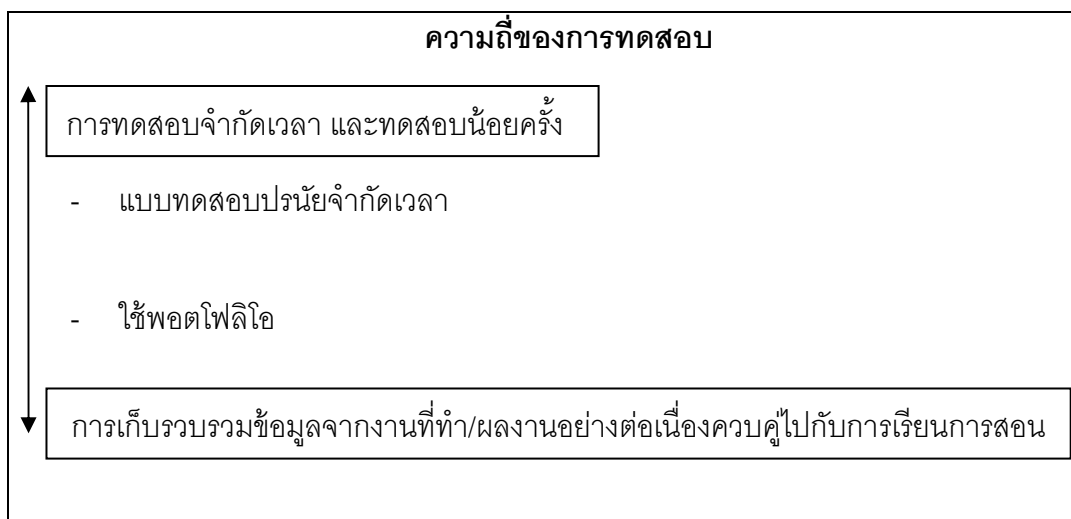 ความถี่ของการทดสอบ
การทดสอบจำกัดเวลา และทดสอบน้อยครั้ง
- แบบทดสอบปรนัยจำกัดเวลา
- ใช้พอตโฟลิโอ
การเก็บรวบรวมข้อมูลจากงานที่ทำ/ผลงานอย่างต่อเนื่องควบคู่ไปกับการเรียนการสอน